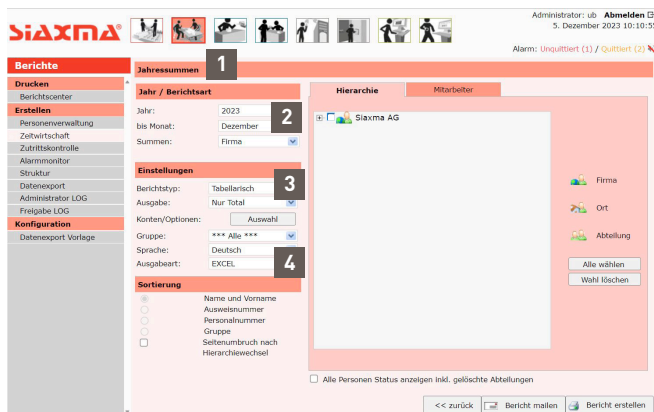 SiAXMA®
Administrator: ub Abmelden
5. Dezember 2023 10:10:55
Alarm: Unquittiert (1) / Quittiert (2)
Berichte
Drucken
Berichtscenter
Erstellen
Personenverwaltung
Zeitwirtschaft
Zutrittskontrolle
Alarmmonitor
Struktur
Datenexport
Administrator LOG
Freigabe LOG
Konfiguration
Datenexport Vorlage
Jahressummen 1
Jahr / Berichtsart
Jahr: 2023
2
bis Monat: Dezember
Summen: Firma
Einstellungen
3
Berichtstyp: Tabellarisch
Ausgabe: Nur Total
Konten/Optionen: Auswahl
Gruppe: *** Alle ***
Sprache: Deutsch
4
Ausgabeart: EXCEL
Sortierung
Name und Vorname
Ausweisnummer
Personalnummer
Gruppe
Seitenumbruch nach
Hierarchiewechsel
Hierarchie Mitarbeiter
Siaxma AG
Firma
Ort
Abteilung
Alle wählen
Wahl löschen
Alle Personen Status anzeigen inkl. gelöschte Abteilungen
<< zurück Bericht mailen Bericht erstellen